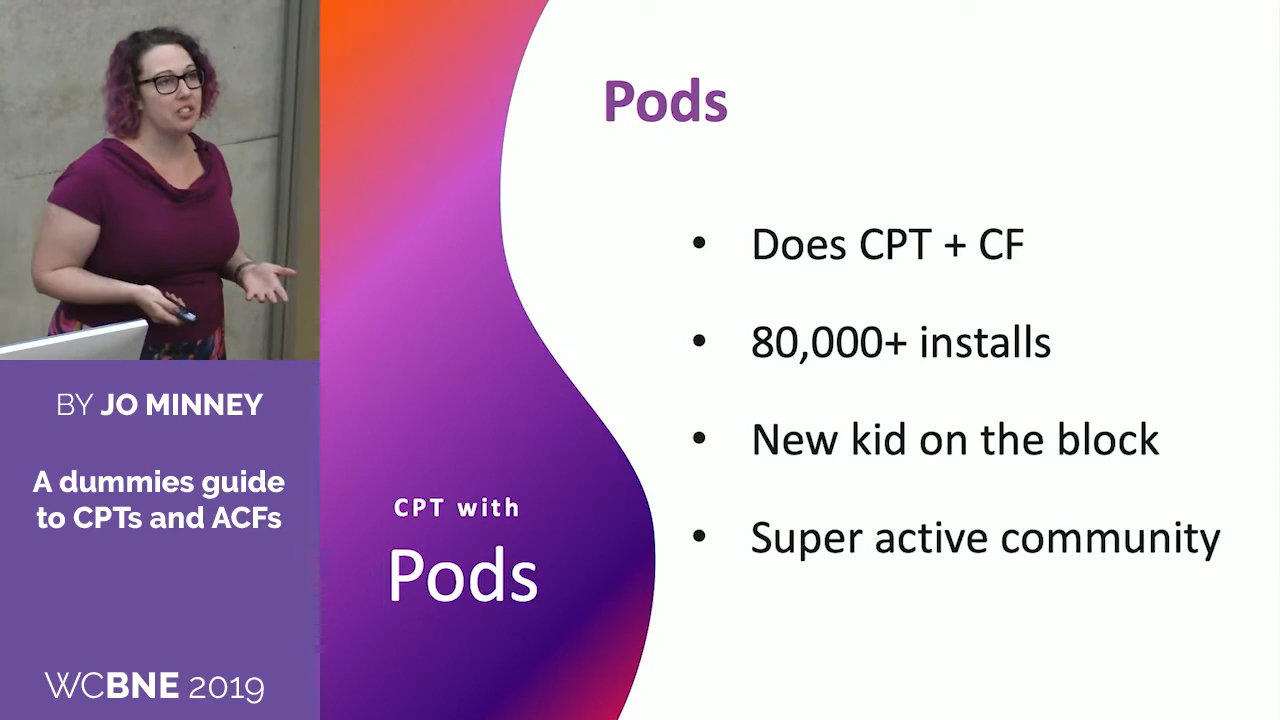 BY JO MINNEY
A dummies guide
to CPTs and ACFs
WCBNE 2019
CPT with
Pods
Pods
• Does CPT + CF
• 80,000+ installs
• New kid on the block
• Super active community